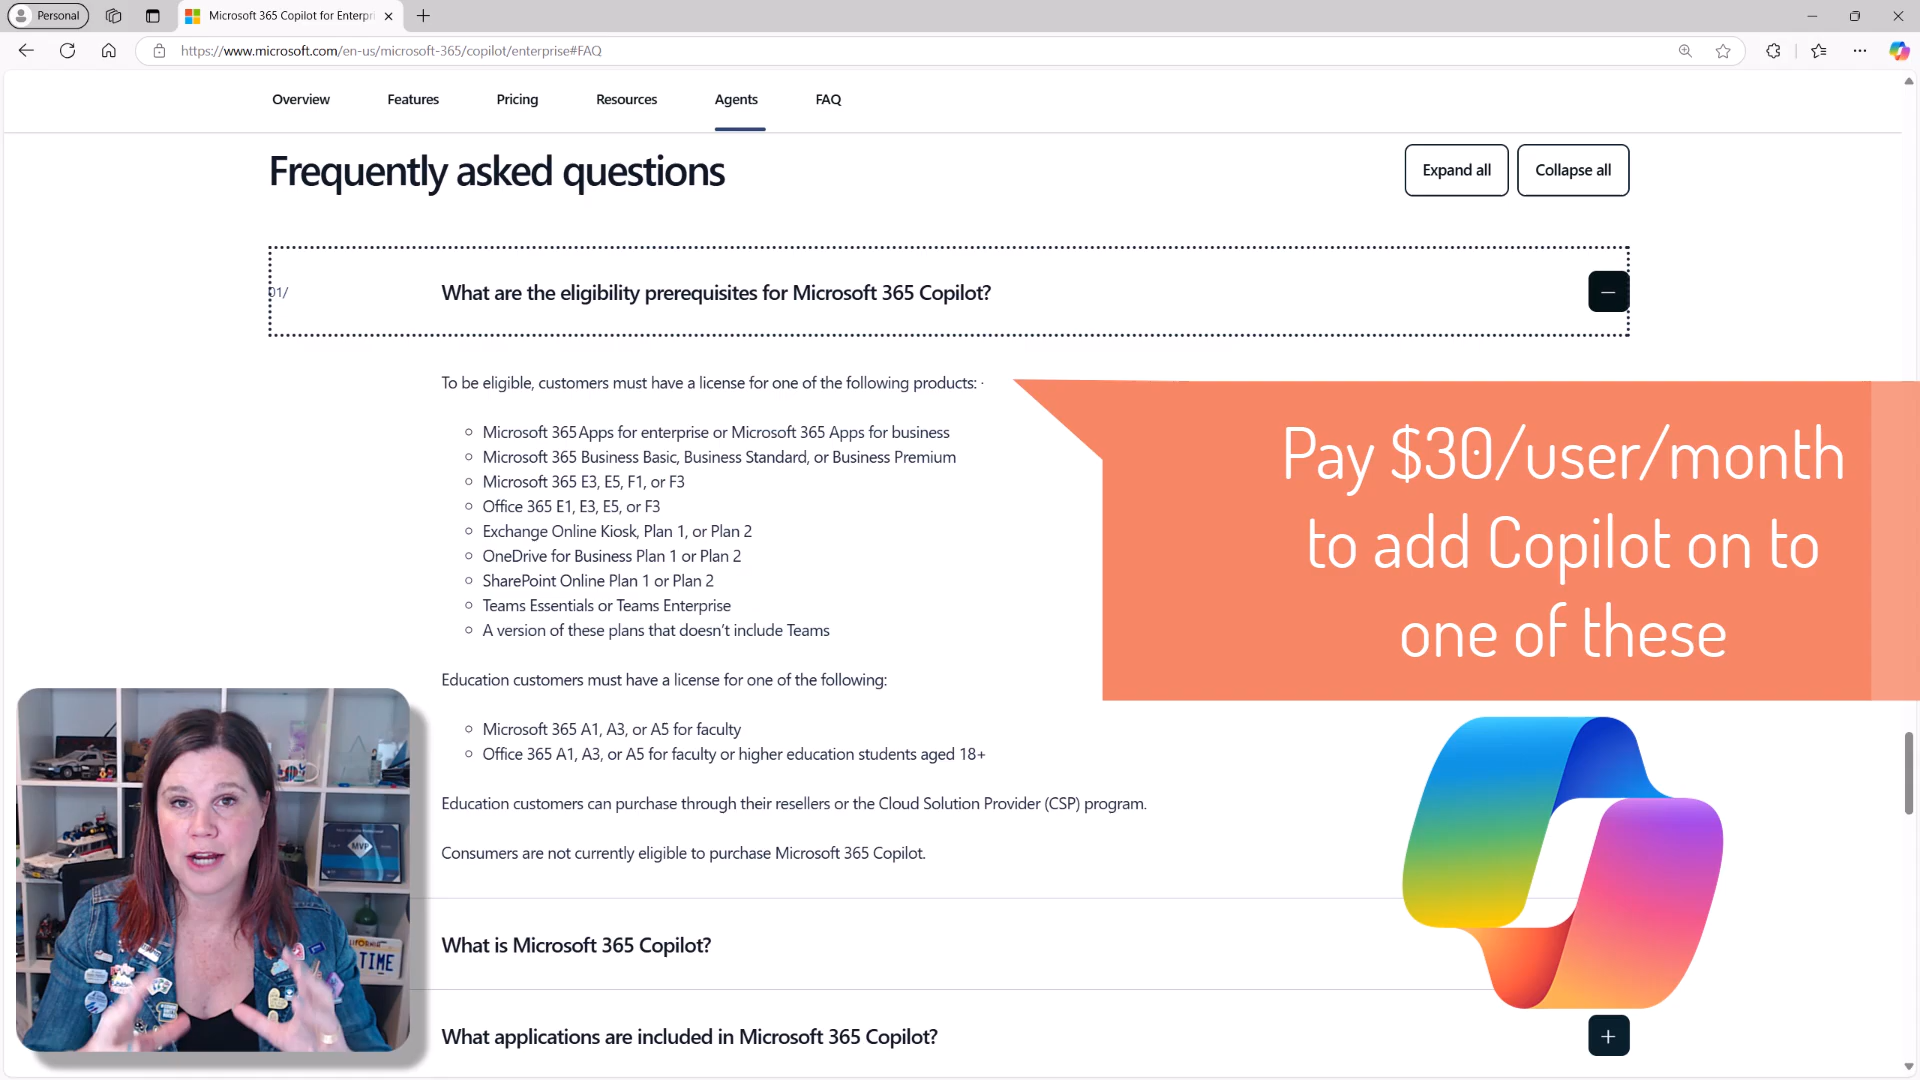 Personal
Microsoft 365 Copilot for Enterpri
https://www.microsoft.com/en-us/microsoft-365/copilot/enterprise#FAQ
Overview
Features
Pricing
Resources
Agents
FAQ
Frequently asked questions
Expand all
Collapse all
01/
What are the eligibility prerequisites for Microsoft 365 Copilot?
To be eligible, customers must have a license for one of the following products: ·
Microsoft 365 Apps for enterprise or Microsoft 365 Apps for business
Microsoft 365 Business Basic, Business Standard, or Business Premium
Microsoft 365 E3, E5, F1, or F3
Office 365 E1, E3, E5, or F3
Exchange Online Kiosk, Plan 1, or Plan 2
OneDrive for Business Plan 1 or Plan 2
SharePoint Online Plan 1 or Plan 2
Teams Essentials or Teams Enterprise
A version of these plans that doesn’t include Teams
Pay $30/user/month
to add Copilot on to
one of these
Education customers must have a license for one of the following:
Microsoft 365 A1, A3, or A5 for faculty
Office 365 A1, A3, or A5 for faculty or higher education students aged 18+
Education customers can purchase through their resellers or the Cloud Solution Provider (CSP) program.
Consumers are not currently eligible to purchase Microsoft 365 Copilot.
What is Microsoft 365 Copilot?
What applications are included in Microsoft 365 Copilot?
MVP
TIME